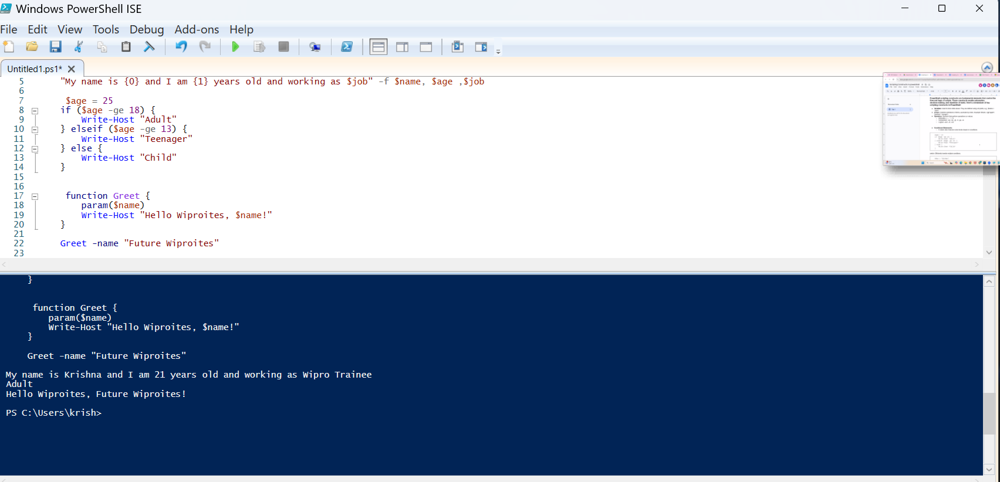 Windows PowerShell ISE
File Edit View Tools Debug Add-ons Help
Untitled1.ps1*
5 "My name is {0} and I am {1} years old and working as $job" -f $name, $age ,$job
6
7 $age = 25
8 if ($age -ge 18) {
9 Write-Host "Adult"
10 } elseif ($age -ge 13) {
11 Write-Host "Teenager"
12 } else {
13 Write-Host "Child"
14 }
15
16
17 function Greet {
18 param($name)
19 Write-Host "Hello Wiproites, $name!"
20 }
21
22 Greet -name "Future Wiproites"
23
}
function Greet {
param($name)
Write-Host "Hello Wiproites, $name!"
}
Greet -name "Future Wiproites"
My name is Krishna and I am 21 years old and working as Wipro Trainee
Adult
Hello Wiproites, Future Wiproites!
PS C:\Users\krish>